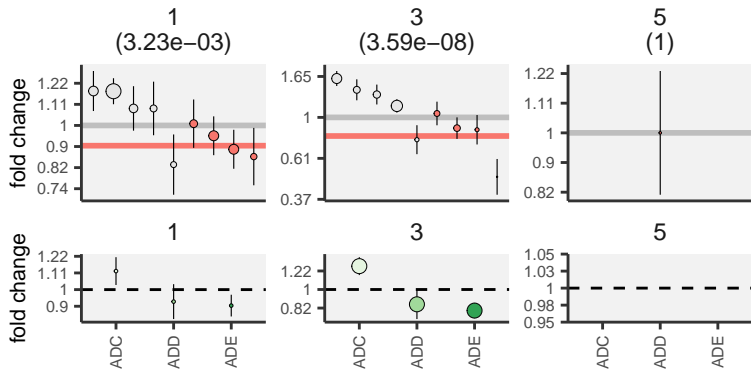 1
(3.23e−03)
3
(3.59e−08)
5
(1)
fold change
1.22
1.11
1
0.9
0.82
0.74
1.65
1
0.61
0.37
1.22
1.11
1
0.9
0.82
1
3
5
fold change
1.22
1.11
1
0.9
1.22
1
0.82
1.05
1.03
1
0.98
0.95
ADC
ADD
ADE
ADC
ADD
ADE
ADC
ADD
ADE